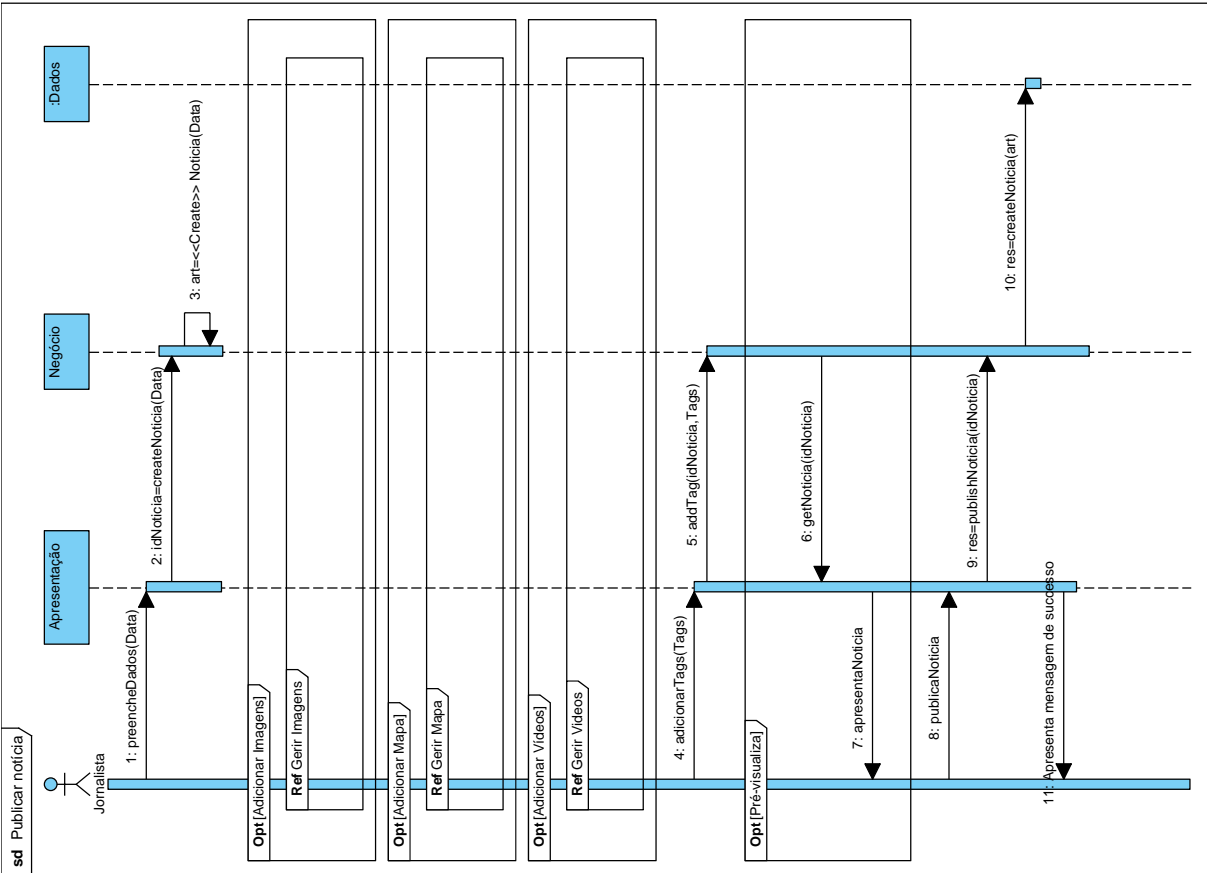 sd Publicar notícia
Jornalista
Apresentação
Negócio
:Dados
1: preencheDados(Data)
2: idNoticia=createNoticia(Data)
3: art=<<Create>> Noticia(Data)
Opt [Adicionar Imagens]
Ref Gerir Imagens
Opt [Adicionar Mapa]
Ref Gerir Mapa
Opt [Adicionar Vídeos]
Ref Gerir Vídeos
4: adicionarTags(Tags)
5: addTag(idNoticia,Tags)
Opt [Pré-visualiza]
6: getNoticia(idNoticia)
7: apresentaNoticia
8: publicaNoticia
9: res=publishNoticia(idNoticia)
10: res=createNoticia(art)
11: Apresenta mensagem de successo